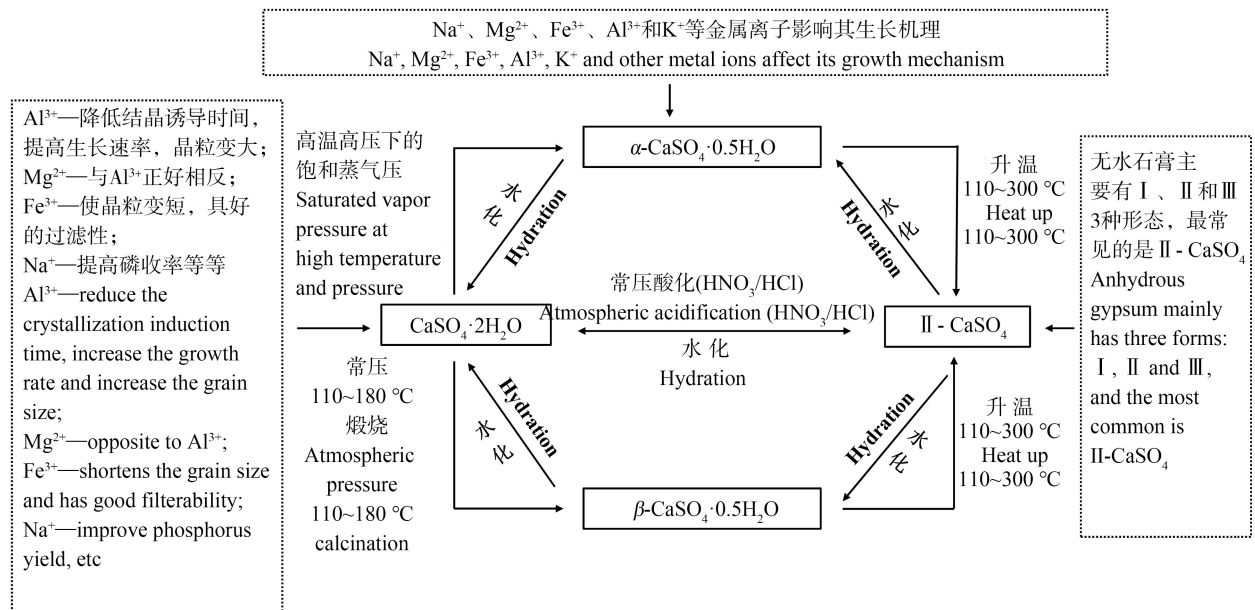 Na⁺、Mg²⁺、Fe³⁺、Al³⁺和K⁺等金属离子影响其生长机理
Na⁺, Mg²⁺, Fe³⁺, Al³⁺, K⁺ and other metal ions affect its growth mechanism
Al³⁺—降低结晶诱导时间，
提高生长速率，晶粒变大；
Mg²⁺—与Al³⁺正好相反；
Fe³⁺—使晶粒变短，具好
的过滤性；
Na⁺—提高磷收率等等
Al³⁺—reduce the
crystallization induction
time, increase the growth
rate and increase the grain
size;
Mg²⁺—opposite to Al³⁺;
Fe³⁺—shortens the grain size
and has good filterability;
Na⁺—improve phosphorus
yield, etc
高温高压下的
饱和蒸气压
Saturated vapor
pressure at
high temperature
and pressure
α-CaSO₄·0.5H₂O
水化
Hydration
水化
Hydration
升 温
110~300 ℃
Heat up
110~300 ℃
无水石膏主
要有Ⅰ、Ⅱ和Ⅲ
3种形态，最常
见的是Ⅱ-CaSO₄
Anhydrous
gypsum mainly
has three forms:
Ⅰ, Ⅱ and Ⅲ,
and the most
common is
II-CaSO₄
CaSO₄·2H₂O
常压酸化(HNO₃/HCl)
Atmospheric acidification (HNO₃/HCl)
水 化
Hydration
Ⅱ - CaSO₄
常压
110~180 ℃
煅烧
Atmospheric
pressure
110~180 ℃
calcination
Hydration
水化
Hydration
水化
升 温
110~300 ℃
Heat up
110~300 ℃
β-CaSO₄·0.5H₂O